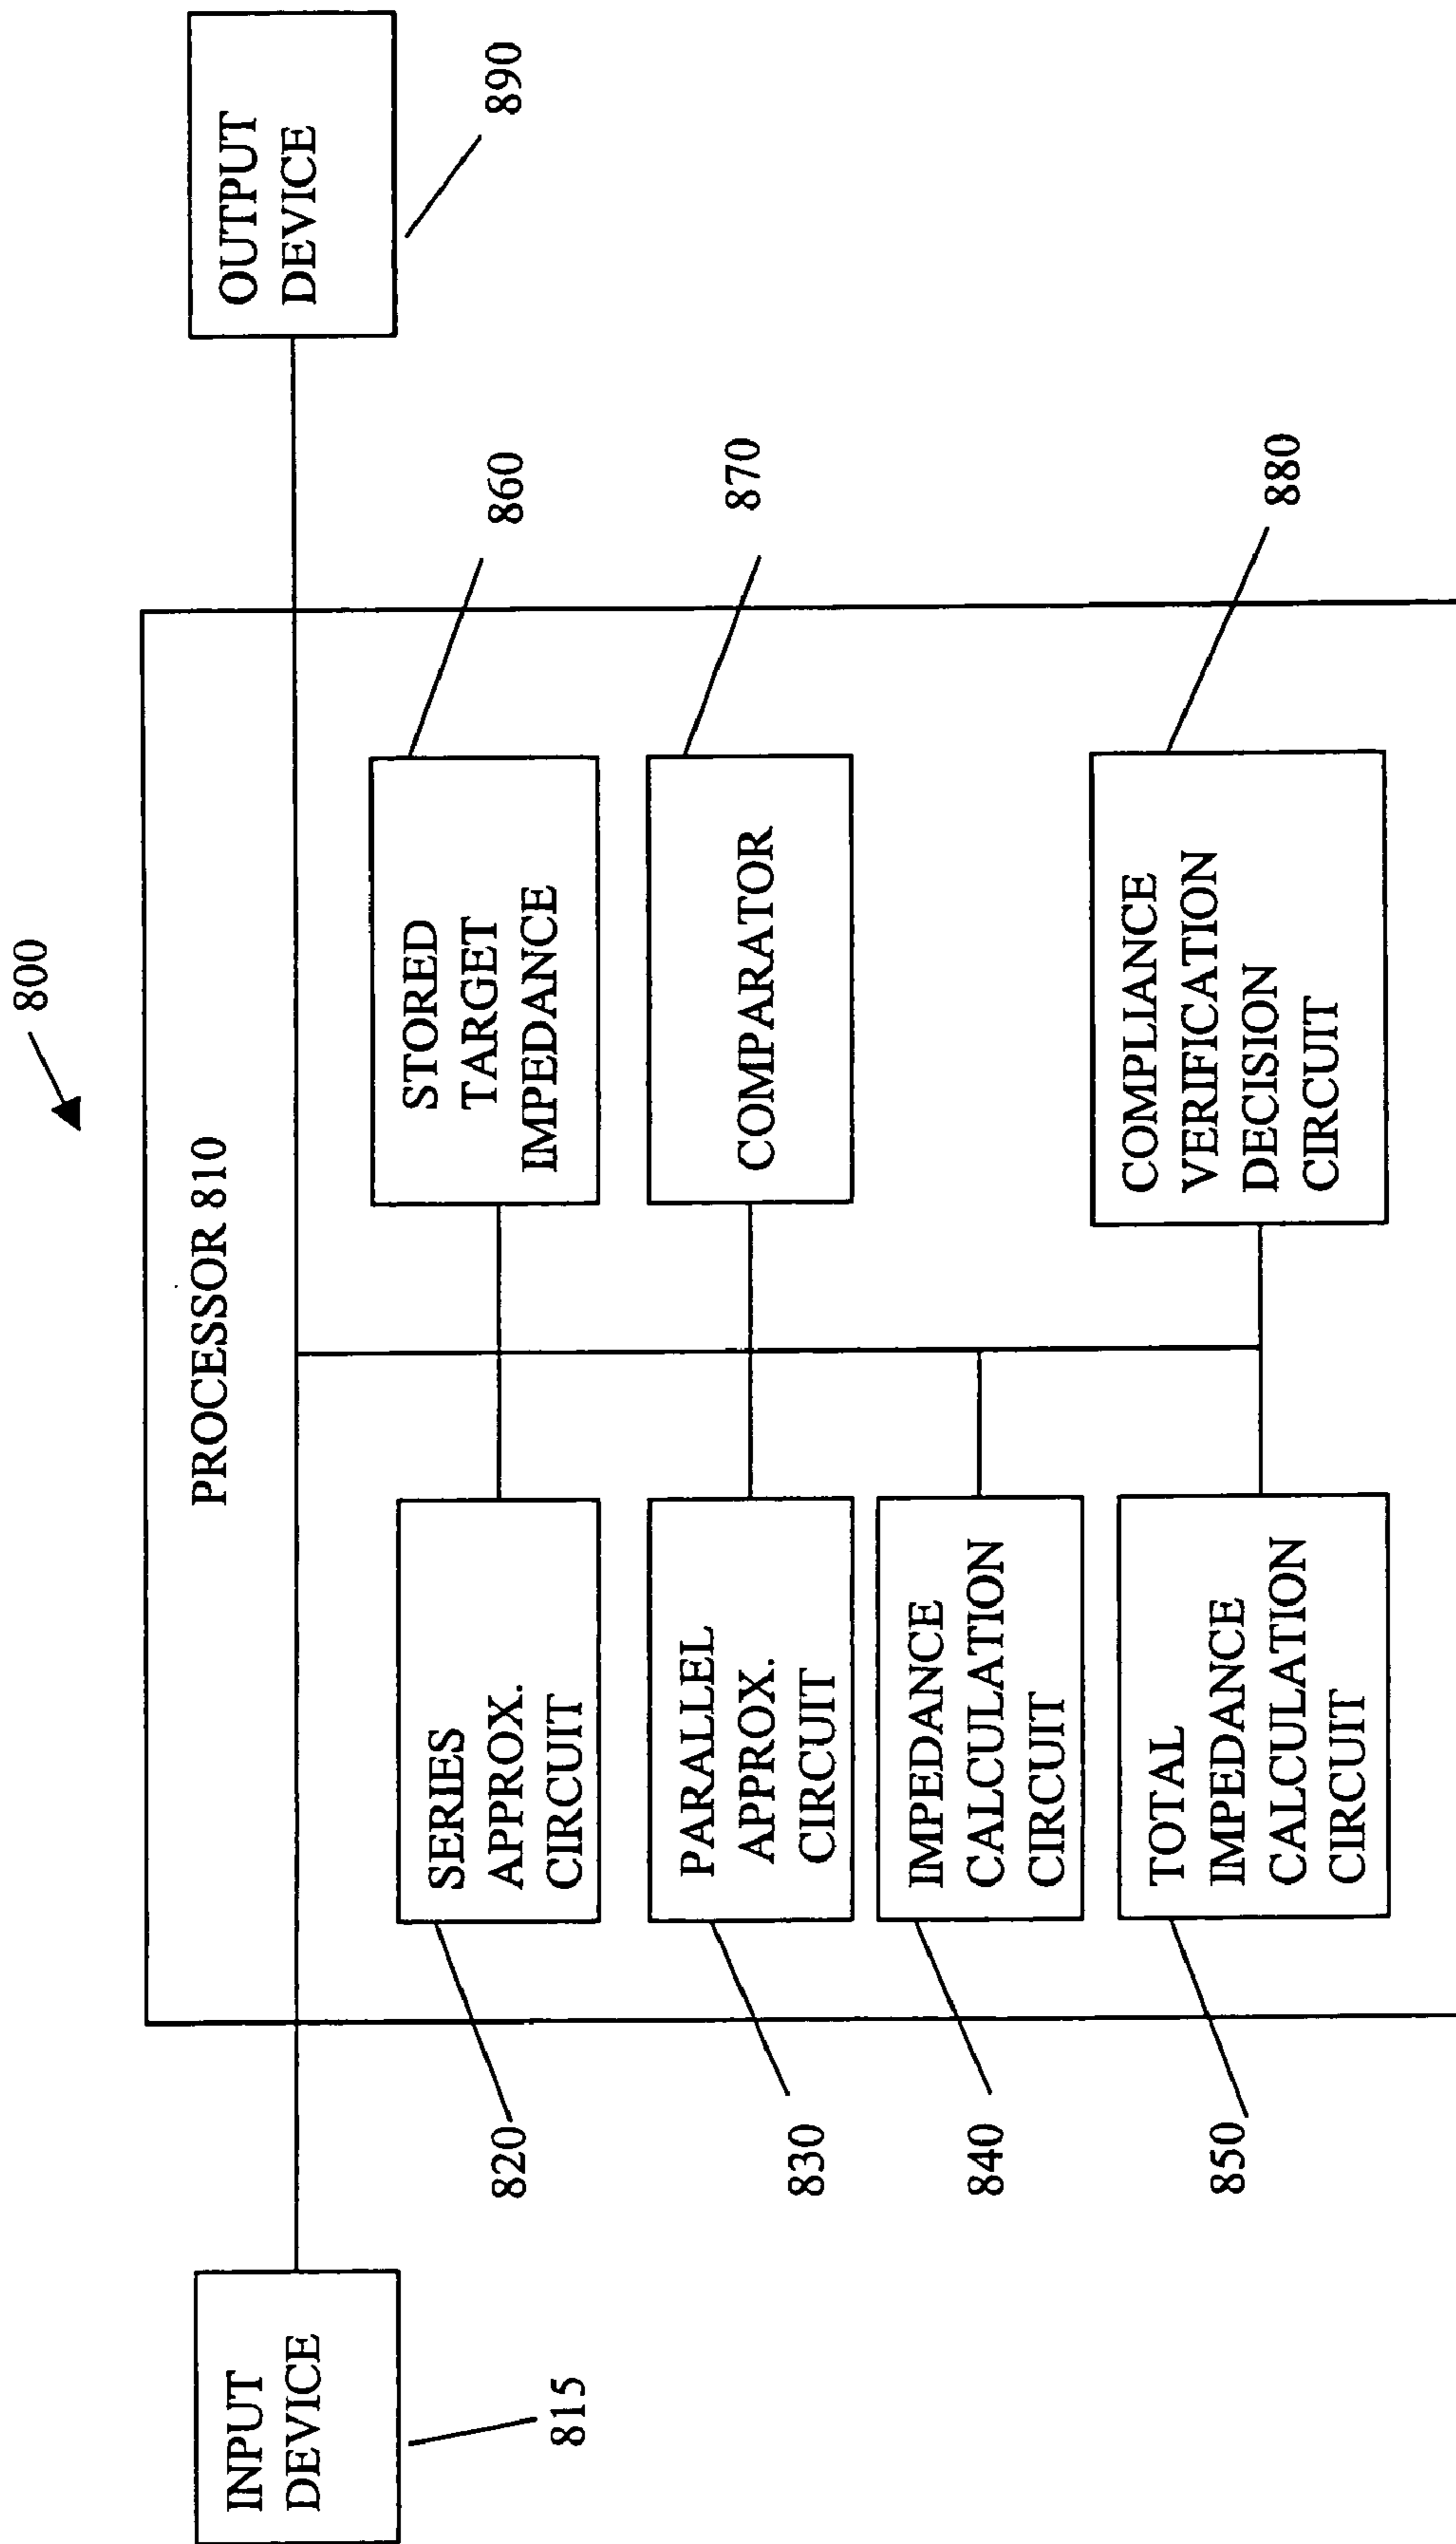 800
PROCESSOR 810
INPUT
DEVICE
815
OUTPUT
DEVICE
890
SERIES
APPROX.
CIRCUIT
820
PARALLEL
APPROX.
CIRCUIT
830
IMPEDANCE
CALCULATION
CIRCUIT
840
TOTAL
IMPEDANCE
CALCULATION
CIRCUIT
850
STORED
TARGET
IMPEDANCE
860
COMPARATOR
870
COMPLIANCE
VERIFICATION
DECISION
CIRCUIT
880